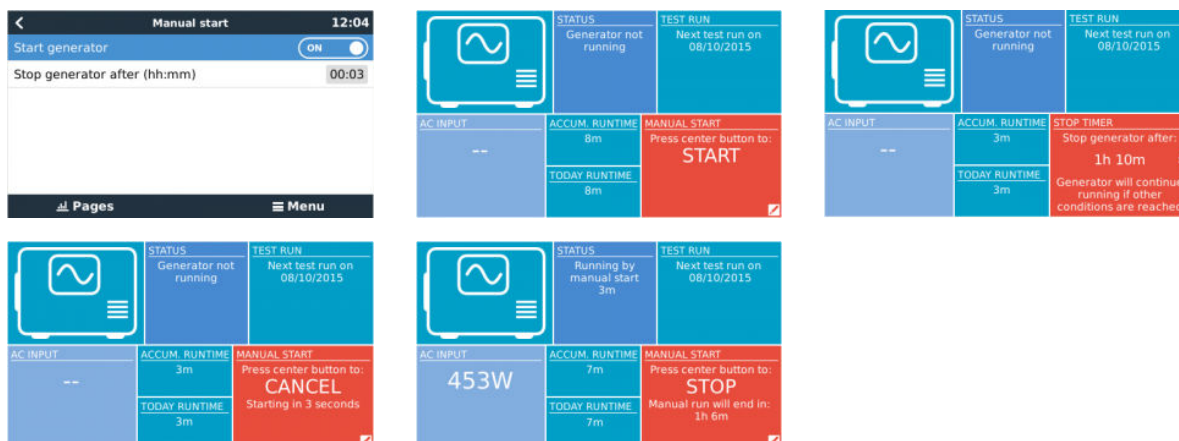 Manual start 12:04
Start generator ON
Stop generator after (hh:mm) 00:03
Pages Menu
STATUS
Generator not
running
TEST RUN
Next test run on
08/10/2015
AC INPUT
--
ACCUM. RUNTIME
8m
TODAY RUNTIME
8m
MANUAL START
Press center button to:
START
STATUS
Generator not
running
TEST RUN
Next test run on
08/10/2015
AC INPUT
--
ACCUM. RUNTIME
3m
TODAY RUNTIME
3m
STOP TIMER
Stop generator after:
1h 10m
Generator will continue
running if other
conditions are reached
STATUS
Generator not
running
TEST RUN
Next test run on
08/10/2015
AC INPUT
--
ACCUM. RUNTIME
3m
TODAY RUNTIME
3m
MANUAL START
Press center button to:
CANCEL
Starting in 3 seconds
STATUS
Running by
manual start
3m
TEST RUN
Next test run on
08/10/2015
AC INPUT
453W
ACCUM. RUNTIME
7m
TODAY RUNTIME
7m
MANUAL START
Press center button to:
STOP
Manual run will end in:
1h 6m